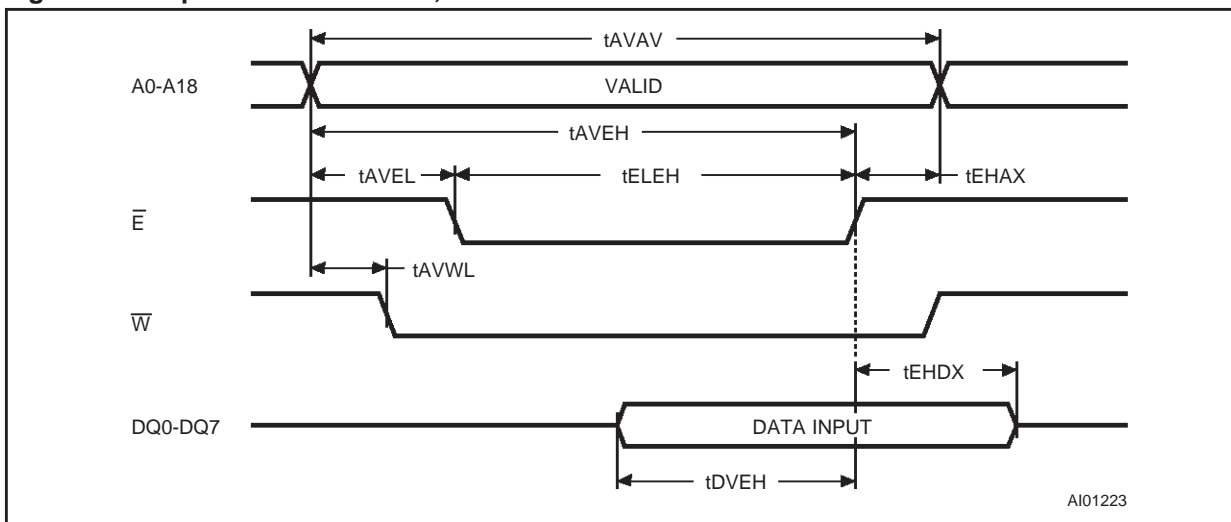 tAVAV
A0-A18
VALID
tAVEH
tAVEL
tELEH
tEHAX
E̅
tAVWL
W̅
tEHDX
DQ0-DQ7
DATA INPUT
tDVEH
AI01223